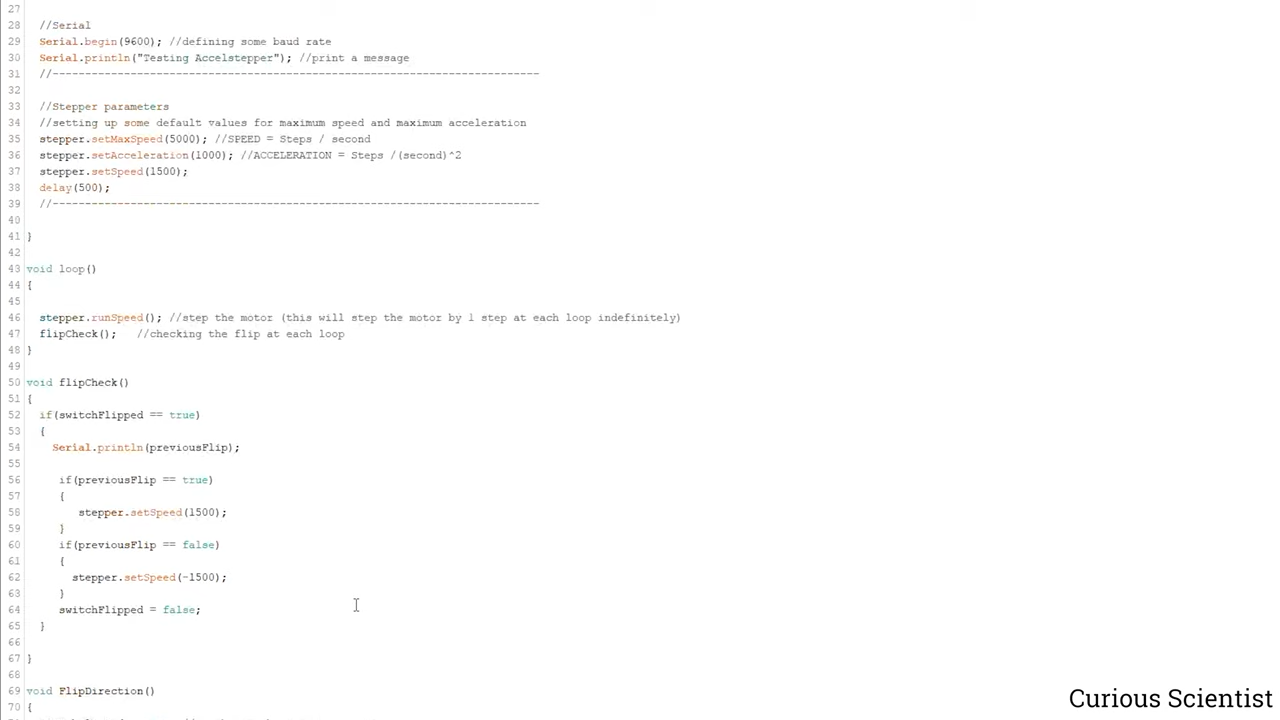 27
28 //Serial
29 Serial.begin(9600); //defining some baud rate
30 Serial.println("Testing Accelstepper"); //print a message
31 //---------------------------------------------------------------------------
32
33 //Stepper parameters
34 //setting up some default values for maximum speed and maximum acceleration
35 stepper.setMaxSpeed(5000); //SPEED = Steps / second
36 stepper.setAcceleration(1000); //ACCELERATION = Steps /(second)^2
37 stepper.setSpeed(1500);
38 delay(500);
39 //---------------------------------------------------------------------------
40
41 }
42
43 void loop()
44 {
45
46 stepper.runSpeed(); //step the motor (this will step the motor by 1 step at each loop indefinitely)
47 flipCheck(); //checking the flip at each loop
48 }
49
50 void flipCheck()
51 {
52 if(switchFlipped == true)
53 {
54 Serial.println(previousFlip);
55
56 if(previousFlip == true)
57 {
58 stepper.setSpeed(1500);
59 }
60 if(previousFlip == false)
61 {
62 stepper.setSpeed(-1500);
63 }
64 switchFlipped = false;
65 }
66
67 }
68
69 void FlipDirection()
70 {
Curious Scientist